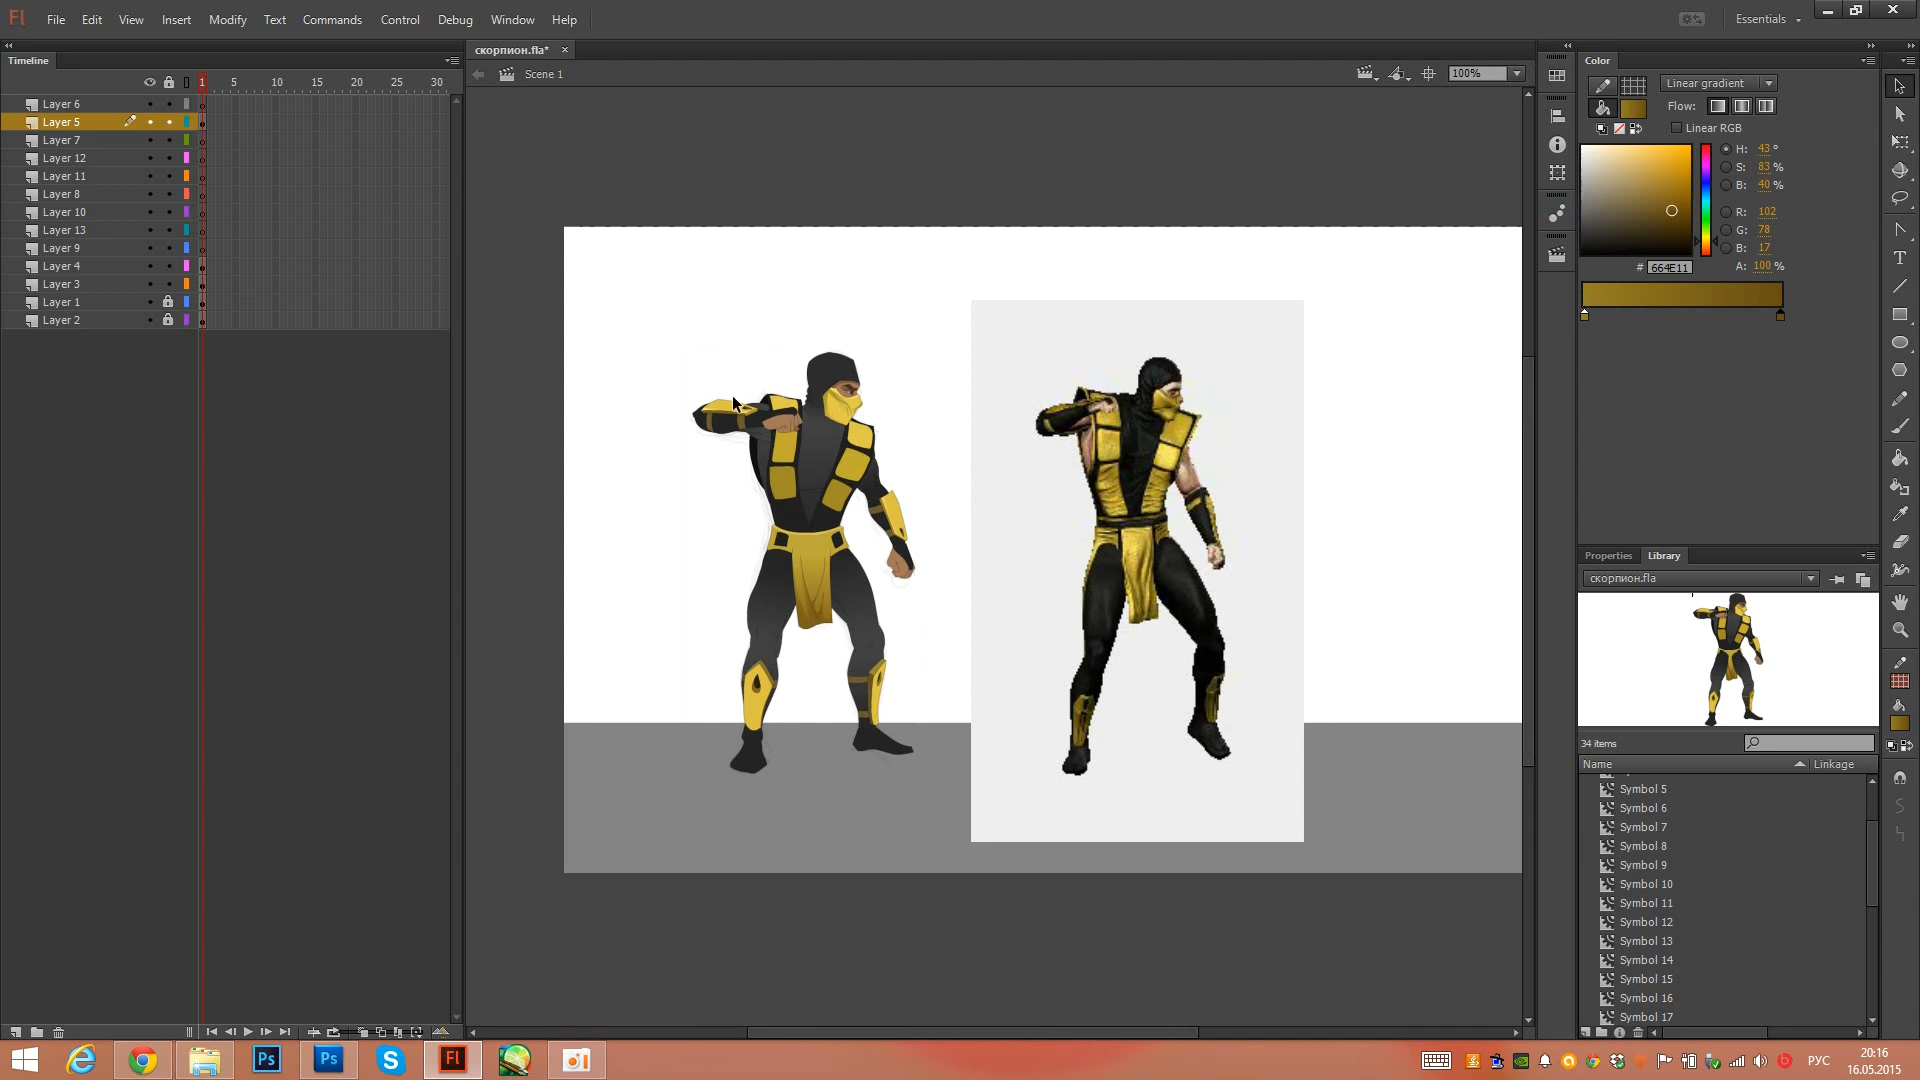 Fl File Edit View Insert Modify Text Commands Control Debug Window Help Essentials
Timeline
1 5 10 15 20 25 30
Layer 6
Layer 5
Layer 7
Layer 12
Layer 11
Layer 8
Layer 10
Layer 13
Layer 9
Layer 4
Layer 3
Layer 1
Layer 2
скорпион.fla*
Scene 1
100%
Color
Linear gradient
Flow:
Linear RGB
H: 43 °
S: 83 %
B: 40 %
R: 102
G: 78
B: 17
# 664E11 A: 100 %
Properties Library
скорпион.fla
34 items
Name Linkage
Symbol 5
Symbol 6
Symbol 7
Symbol 8
Symbol 9
Symbol 10
Symbol 11
Symbol 12
Symbol 13
Symbol 14
Symbol 15
Symbol 16
Symbol 17
Ps Ps Fl
РУС
20:16
16.05.2015